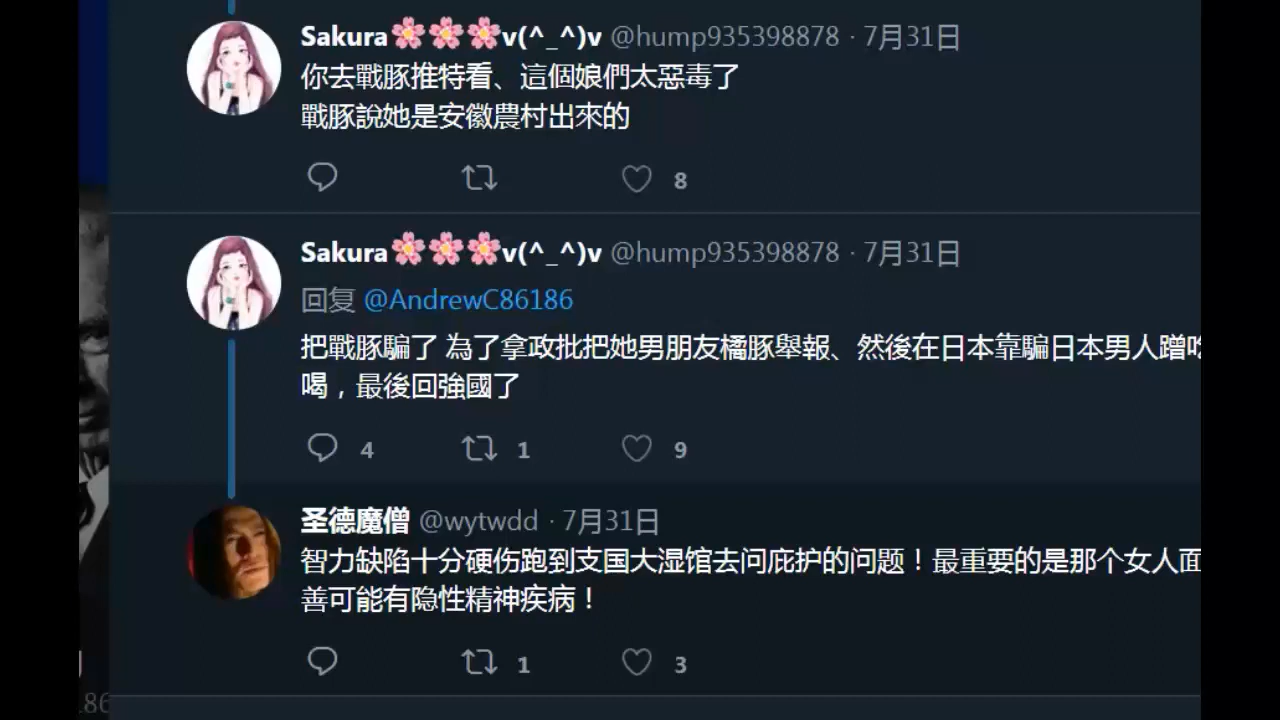 Sakura🌸🌸🌸v(^_^)v @hump935398878 · 7月31日
你去戰豚推特看、這個娘們太惡毒了
戰豚說她是安徽農村出來的
8
Sakura🌸🌸🌸v(^_^)v @hump935398878 · 7月31日
回复 @AndrewC86186
把戰豚騙了 為了拿政批把她男朋友橘豚舉報、然後在日本靠騙日本男人蹭吃
喝，最後回強國了
4 1 9
圣德魔僧 @wytwdd · 7月31日
智力缺陷十分硬伤跑到支国大湿馆去问庇护的问题！最重要的是那个女人面
善可能有隐性精神疾病！
1 3
86